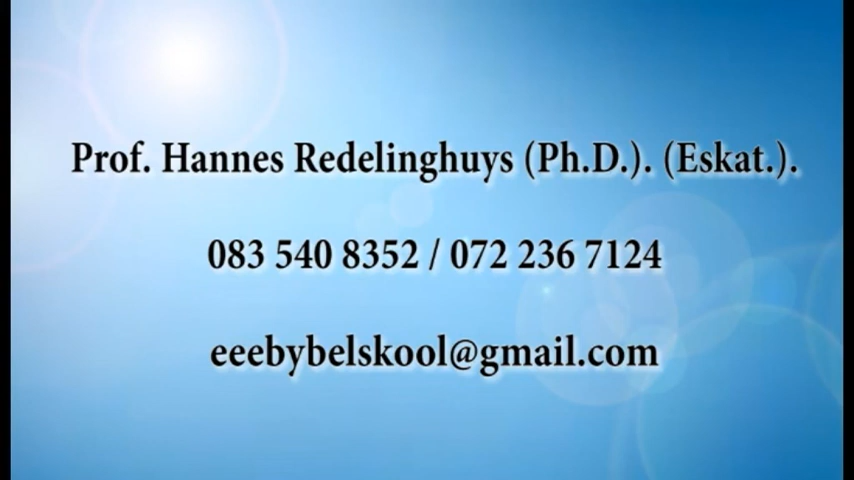 Prof. Hannes Redelinghuys (Ph.D.). (Eskat.).
083 540 8352 / 072 236 7124
eeebybelskool@gmail.com